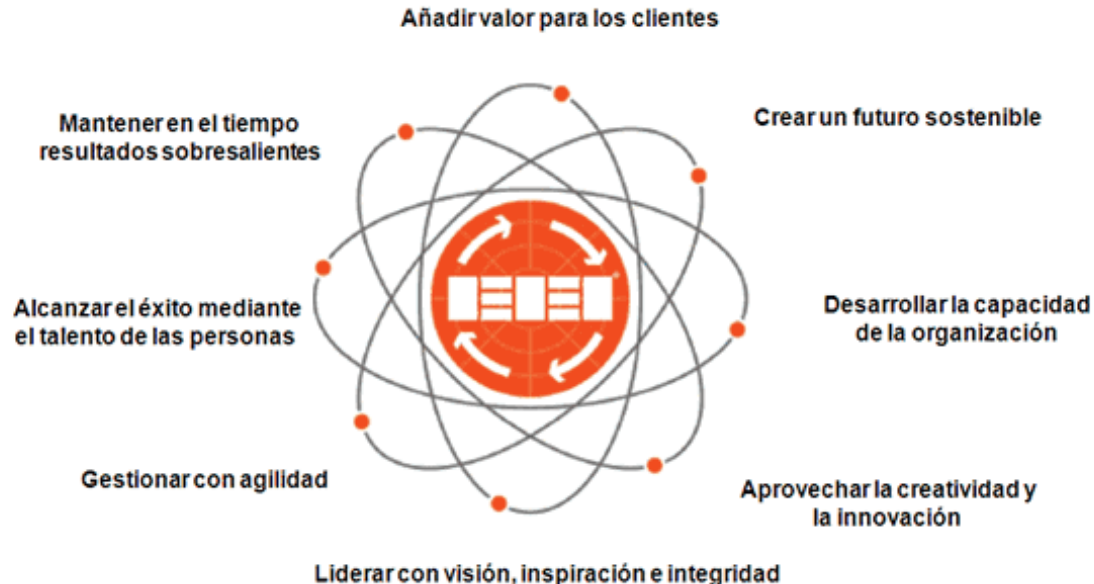 Añadir valor para los clientes
Crear un futuro sostenible
Mantener en el tiempo
resultados sobresalientes
Desarrollar la capacidad
de la organización
Alcanzar el éxito mediante
el talento de las personas
Gestionar con agilidad
Aprovechar la creatividad y
la innovación
Liderar con visión, inspiración e integridad